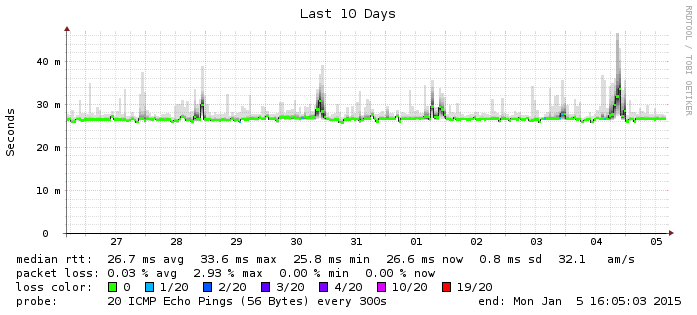 Last 10 Days
RRDTOOL / TOBI OETIKER
Seconds
40 m
30 m
20 m
10 m
0
27 28 29 30 31 01 02 03 04 05
median rtt: 26.7 ms avg 33.6 ms max 25.8 ms min 26.6 ms now 0.8 ms sd 32.1 am/s
packet loss: 0.03 % avg 2.93 % max 0.00 % min 0.00 % now
loss color: 0 1/20 2/20 3/20 4/20 10/20 19/20
probe: 20 ICMP Echo Pings (56 Bytes) every 300s end: Mon Jan 5 16:05:03 2015